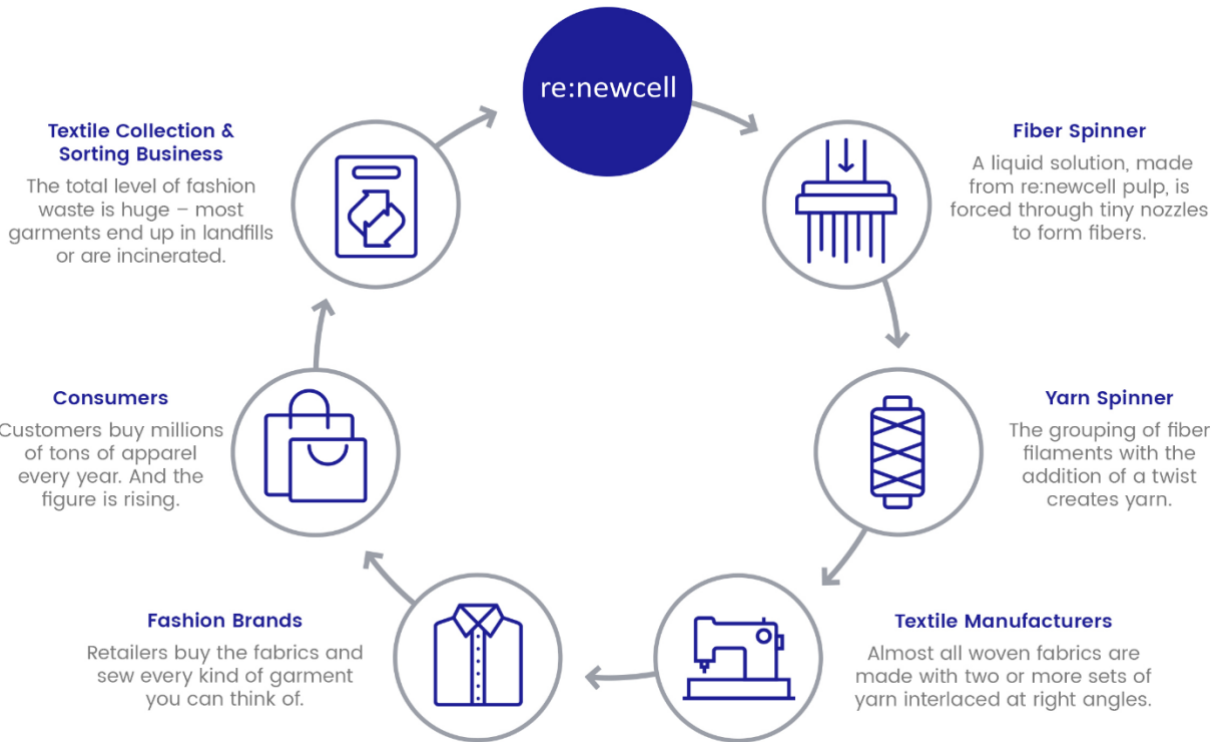 re:newcell
Fiber Spinner
A liquid solution, made
from re:newcell pulp, is
forced through tiny nozzles
to form fibers.
Yarn Spinner
The grouping of fiber
filaments with the
addition of a twist
creates yarn.
Textile Manufacturers
Almost all woven fabrics are
made with two or more sets of
yarn interlaced at right angles.
Fashion Brands
Retailers buy the fabrics and
sew every kind of garment
you can think of.
Consumers
Customers buy millions
of tons of apparel
every year. And the
figure is rising.
Textile Collection &
Sorting Business
The total level of fashion
waste is huge – most
garments end up in landfills
or are incinerated.